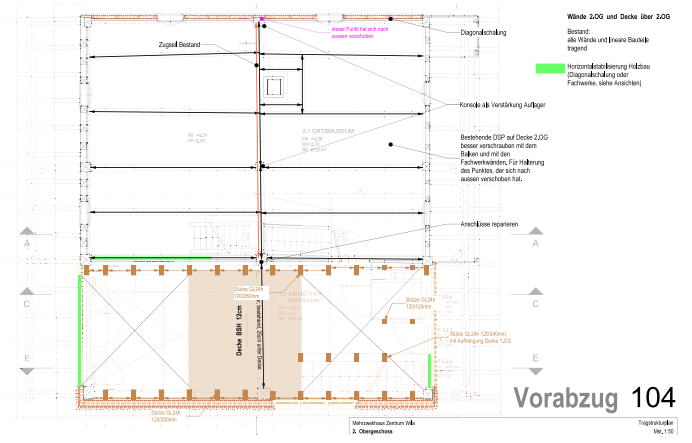 Wände 2.OG und Decke über 2.OG
Bestand:
alle Wände und lineare Bauteile
tragend
Horizontalstabilisierung Holzbau
(Diagonalschalung oder
Fachwerke, siehe Ansichten)
dieser Punkt hat sich nach
aussen verschoben
Diagonalschalung
Zugseil Bestand
Konsole als Verstärkung Auflager
2.1 ORTSMUSEUM
Bestehende DSP auf Decke 2.OG
besser verschrauben mit dem
Balken und mit den
Fachwerkwänden. Für Halterung
des Punktes, der sich nach
aussen verschoben hat.
Anschlüsse reparieren
A
A
C
C
E
E
Stütze GL24h
120/280mm
Decke BSH 12cm
Stütze GL24h
120/120mm
Stütze GL24h 120/240mm,
mit Aufhängung Decke 1.OG
Stütze GL24h
120/280mm
Vorabzug 104
Mehrzweckhaus Zentrum Wila
2. Obergeschoss
Tragstrukturplan
Mst. 1:50